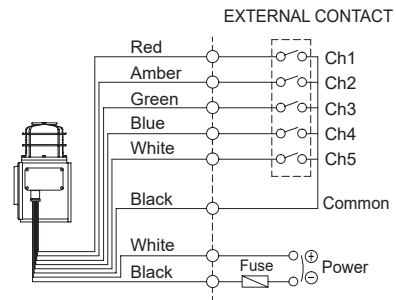 EXTERNAL CONTACT
Red Ch1
Amber Ch2
Green Ch3
Blue Ch4
White Ch5
Black Common
White +
Black Fuse - Power